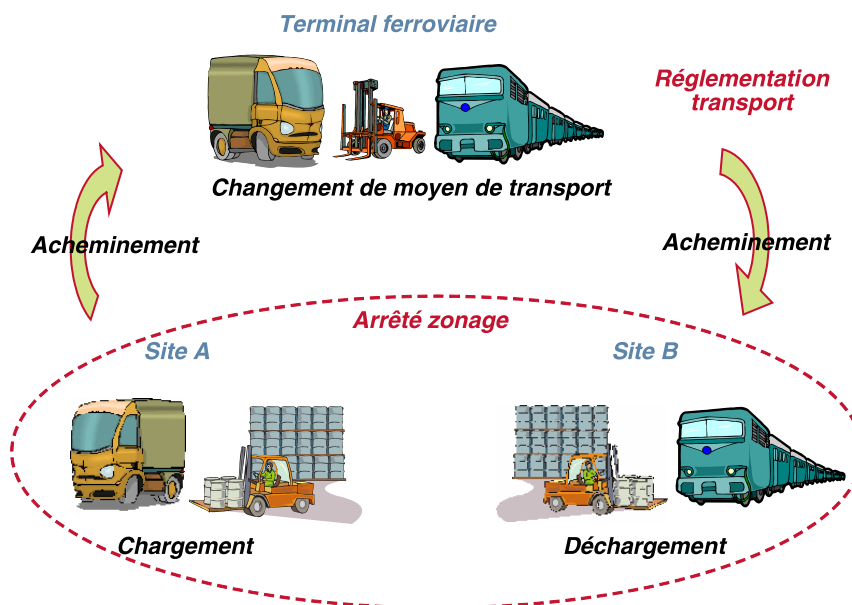 Terminal ferroviaire
Réglementation
transport
Changement de moyen de transport
Acheminement
Acheminement
Arrêté zonage
Site A
Site B
Chargement
Déchargement